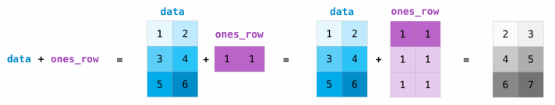 data data ones_row
1 2 1 2 1 1 2 3
data + ones_row = 3 4 + ones_row 1 1 = 3 4 + 1 1 = 4 5
5 6 5 6 1 1 6 7